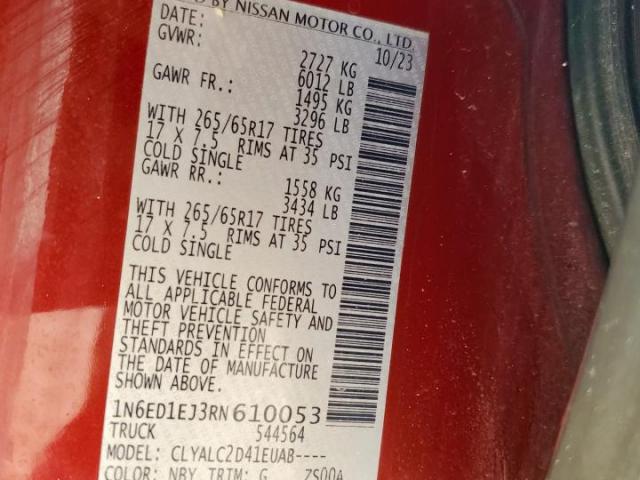 BY NISSAN MOTOR CO., LTD.
DATE: 10/23
GVWR: 2727 KG
6012 LB
GAWR FR.: 1495 KG
3296 LB
WITH 265/65R17 TIRES
17 X 7.5 RIMS AT 35 PSI
COLD SINGLE
GAWR RR.: 1558 KG
3434 LB
WITH 265/65R17 TIRES
17 X 7.5 RIMS AT 35 PSI
COLD SINGLE
THIS VEHICLE CONFORMS TO
ALL APPLICABLE FEDERAL
MOTOR VEHICLE SAFETY AND
THEFT PREVENTION
STANDARDS IN EFFECT ON
THE DATE OF MANUFACTURE
SHOWN ABOVE.
1N6ED1EJ3RN610053
TRUCK 544564
MODEL: CLYALC2D41EUAB----
COLOR: NBY TRIM: G ZS00A